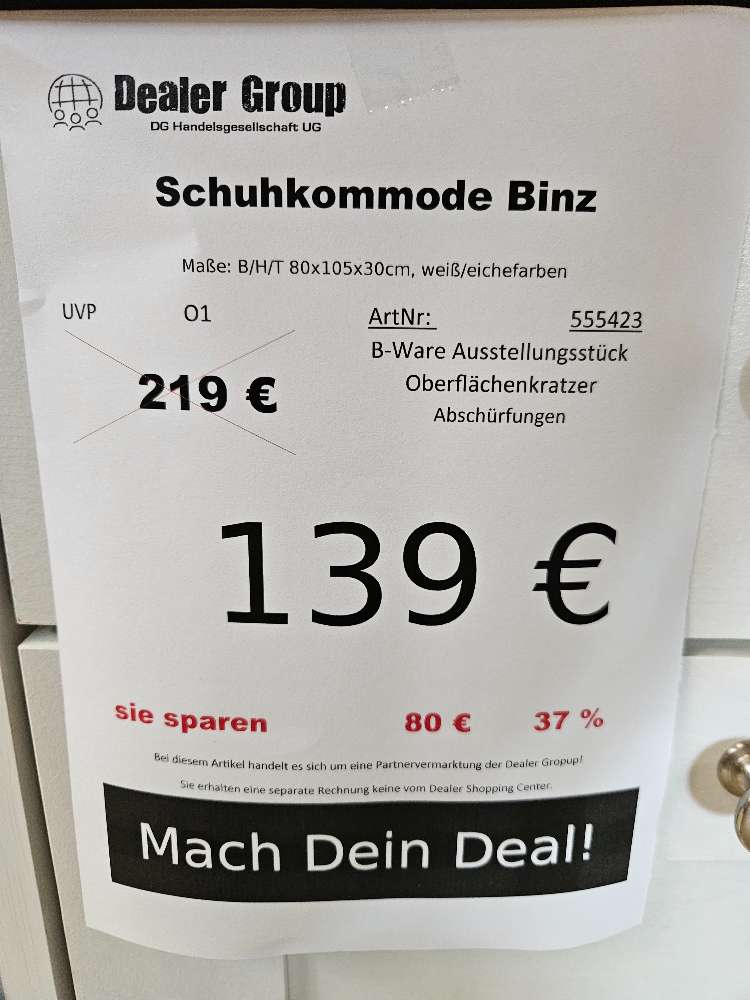 Dealer Group
DG Handelsgesellschaft UG
Schuhkommode Binz
Maße: B/H/T 80x105x30cm, weiß/eichefarben
UVP O1
219 €
ArtNr: 555423
B-Ware Ausstellungsstück
Oberflächenkratzer
Abschürfungen
139 €
sie sparen 80 € 37 %
Bei diesem Artikel handelt es sich um eine Partnervermarktung der Dealer Gropup!
Sie erhalten eine separate Rechnung keine vom Dealer Shopping Center.
Mach Dein Deal!